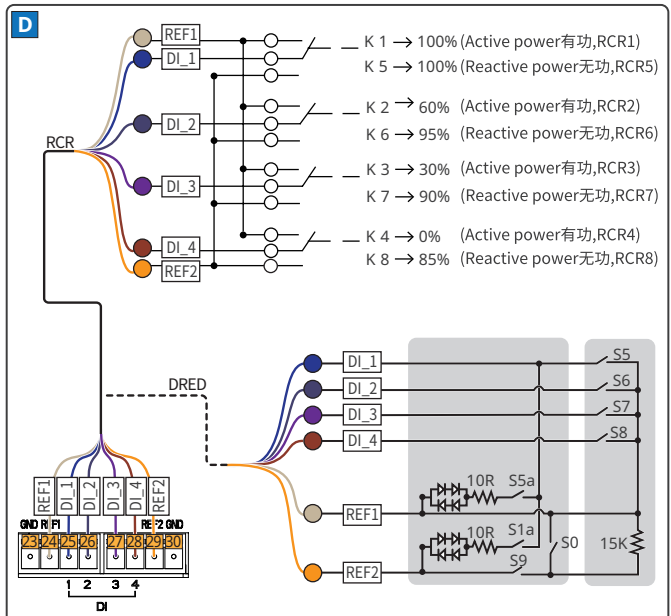 D
REF1
DI_1
K 1 → 100% (Active power有功,RCR1)
K 5 → 100% (Reactive power无功,RCR5)
DI_2
K 2 → 60% (Active power有功,RCR2)
K 6 → 95% (Reactive power无功,RCR6)
RCR
DI_3
K 3 → 30% (Active power有功,RCR3)
K 7 → 90% (Reactive power无功,RCR7)
DI_4
REF2
K 4 → 0% (Active power有功,RCR4)
K 8 → 85% (Reactive power无功,RCR8)
DRED
DI_1
S5
DI_2
S6
DI_3
S7
DI_4
S8
REF1
10R
S5a
REF2
10R
S1a
S9
S0
15K
REF1
DI_1
DI_2
DI_3
DI_4
REF2
GND REF1 REF2 GND
23 24 25 26 27 28 29 30
1 2 3 4
DI